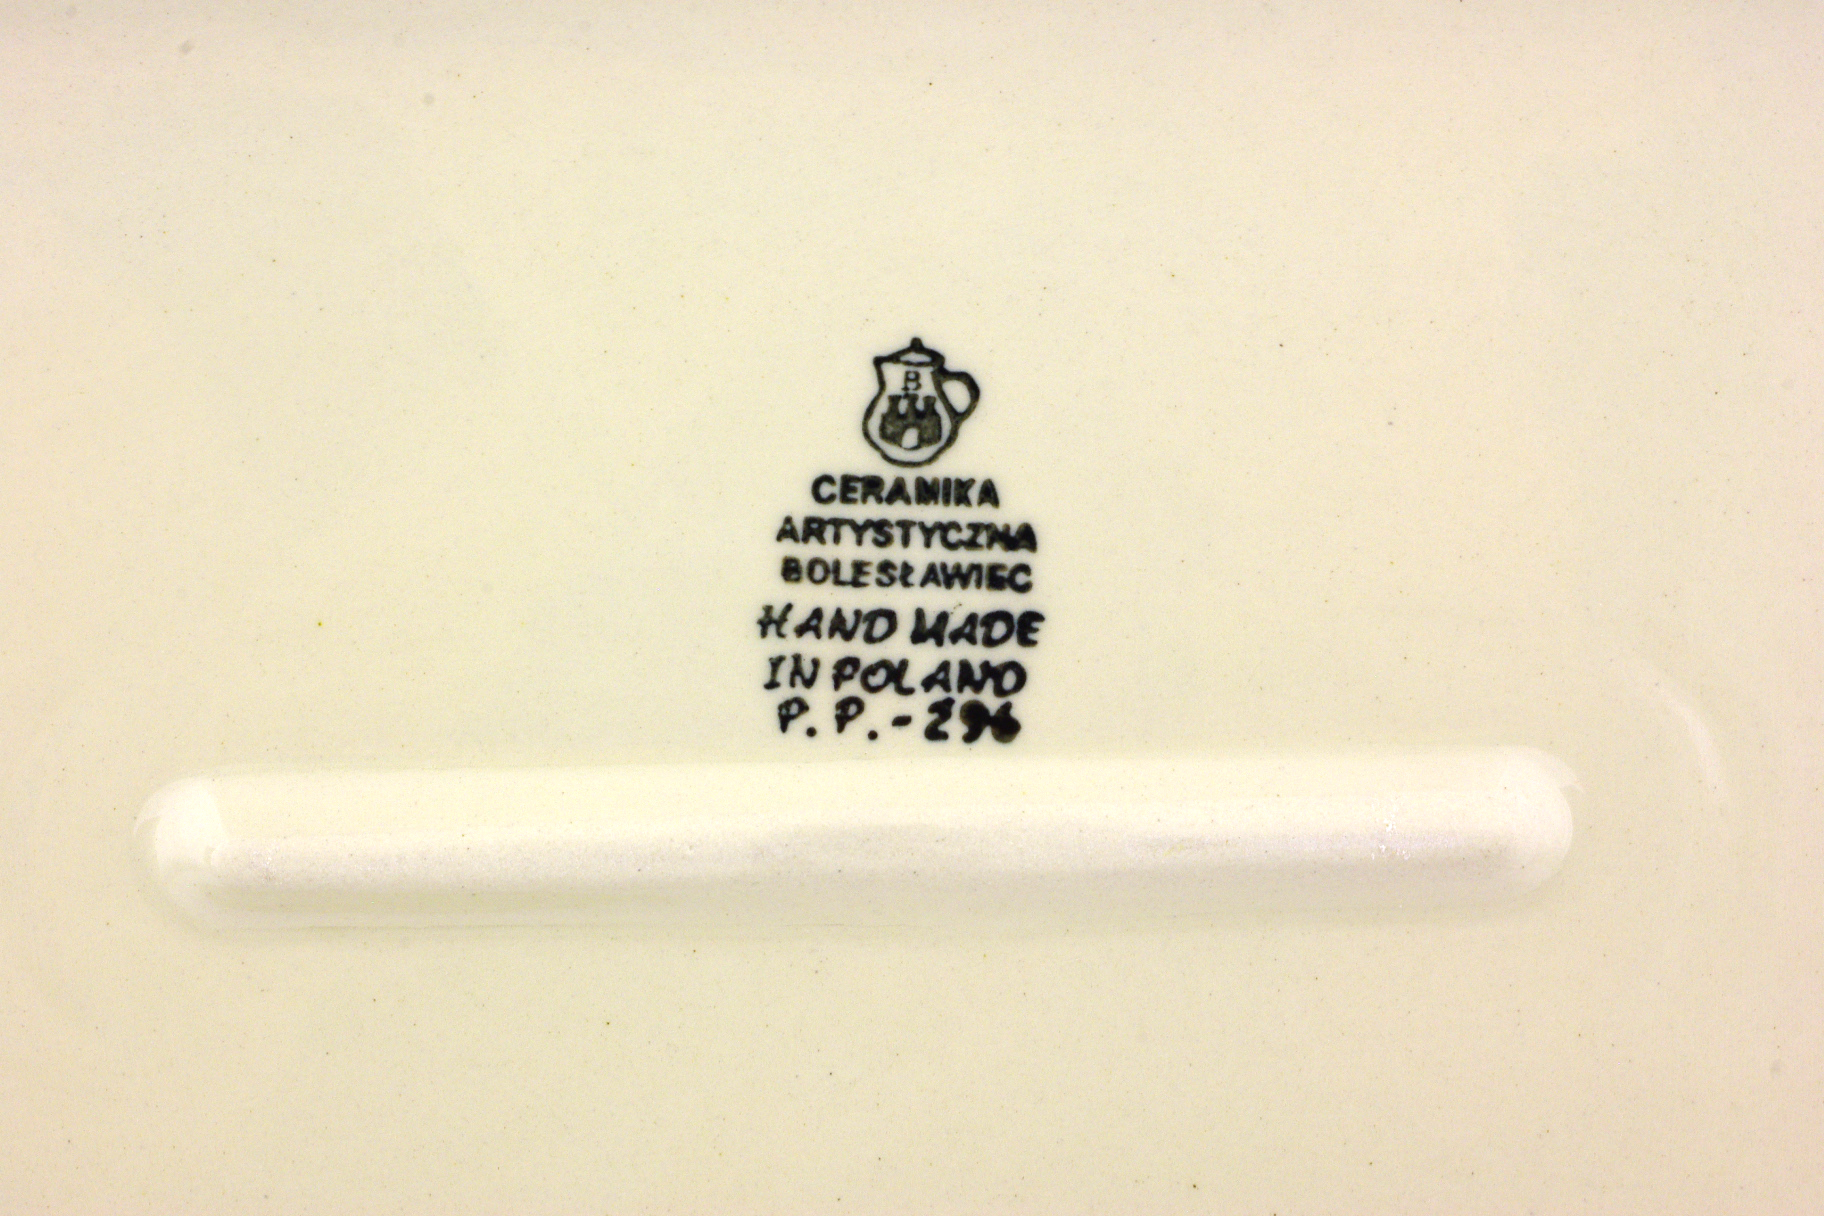 B
CERAMIKA
ARTYSTYCZNA
BOLESŁAWIEC
HAND MADE
IN POLAND
P. P. - 296